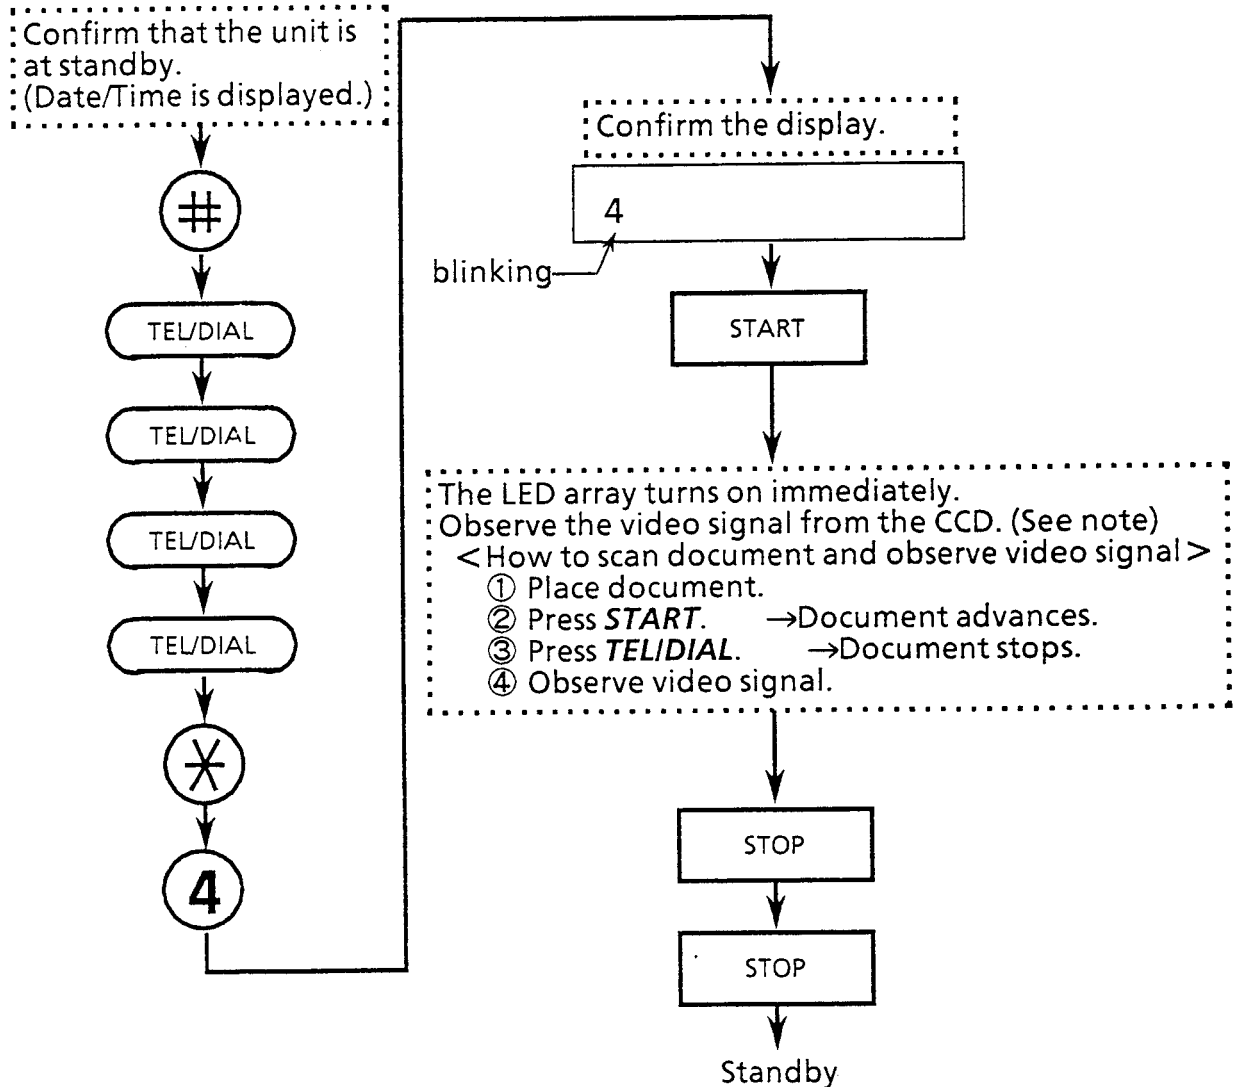 Confirm that the unit is
at standby.
(Date/Time is displayed.)
#
TEL/DIAL
TEL/DIAL
TEL/DIAL
TEL/DIAL
*
4
Confirm the display.
4
blinking
START
The LED array turns on immediately.
Observe the video signal from the CCD. (See note)
<How to scan document and observe video signal>
① Place document.
② Press START. →Document advances.
③ Press TEL/DIAL. →Document stops.
④ Observe video signal.
STOP
STOP
Standby